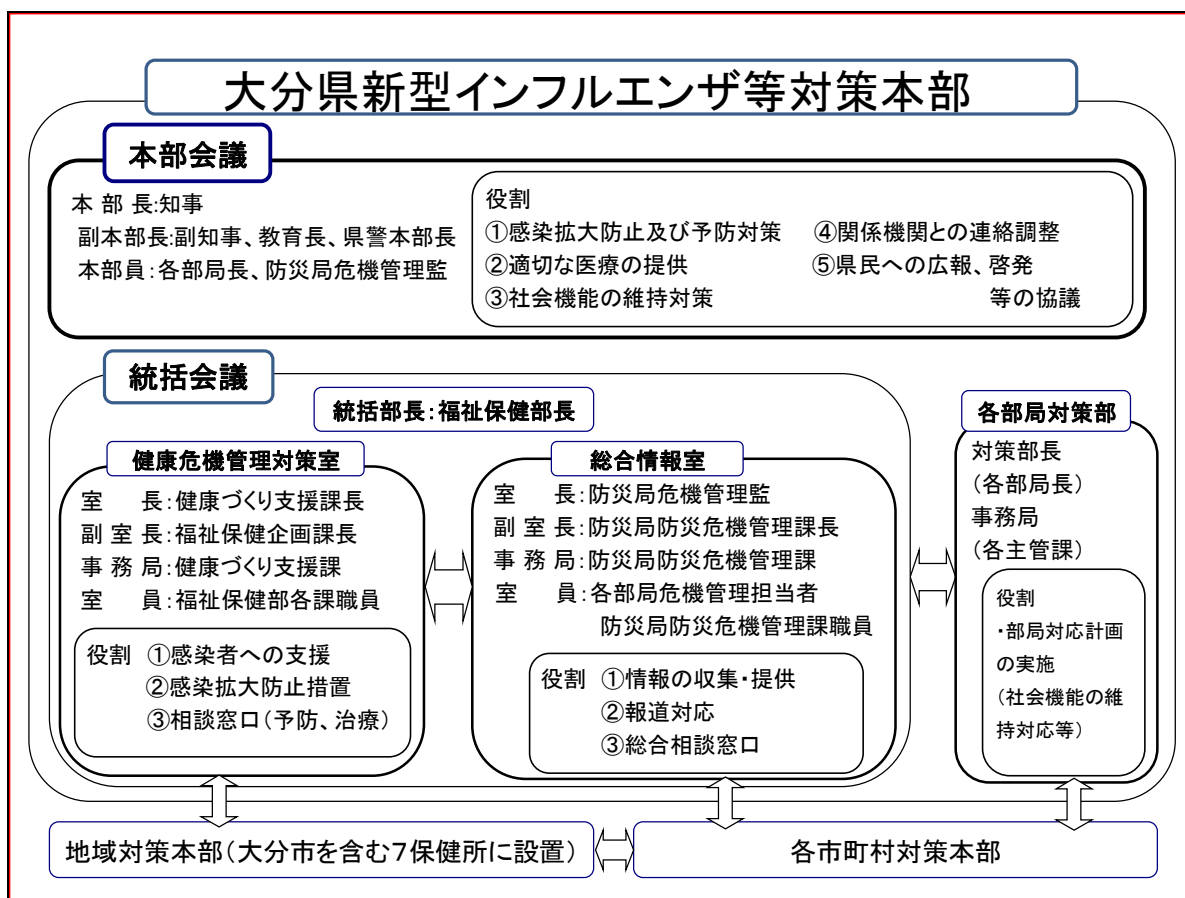 大分県新型インフルエンザ等対策本部
本部会議
本 部 長:知事
副本部長:副知事、教育長、県警本部長
本部員:各部局長、防災局危機管理監
役割
①感染拡大防止及び予防対策
②適切な医療の提供
③社会機能の維持対策
④関係機関との連絡調整
⑤県民への広報、啓発
等の協議
統括会議
統括部長:福祉保健部長
健康危機管理対策室
室　　長:健康づくり支援課長
副 室 長:福祉保健企画課長
事 務 局:健康づくり支援課
室　　員:福祉保健部各課職員
役割 ①感染者への支援
②感染拡大防止措置
③相談窓口(予防、治療)
総合情報室
室　　長:防災局危機管理監
副 室 長:防災局防災危機管理課長
事 務 局:防災局防災危機管理課
室　　員:各部局危機管理担当者
防災局防災危機管理課職員
役割 ①情報の収集・提供
②報道対応
③総合相談窓口
各部局対策部
対策部長
(各部局長)
事務局
(各主管課)
役割
・部局対応計画
の実施
(社会機能の維
持対応等)
地域対策本部(大分市を含む7保健所に設置)
各市町村対策本部